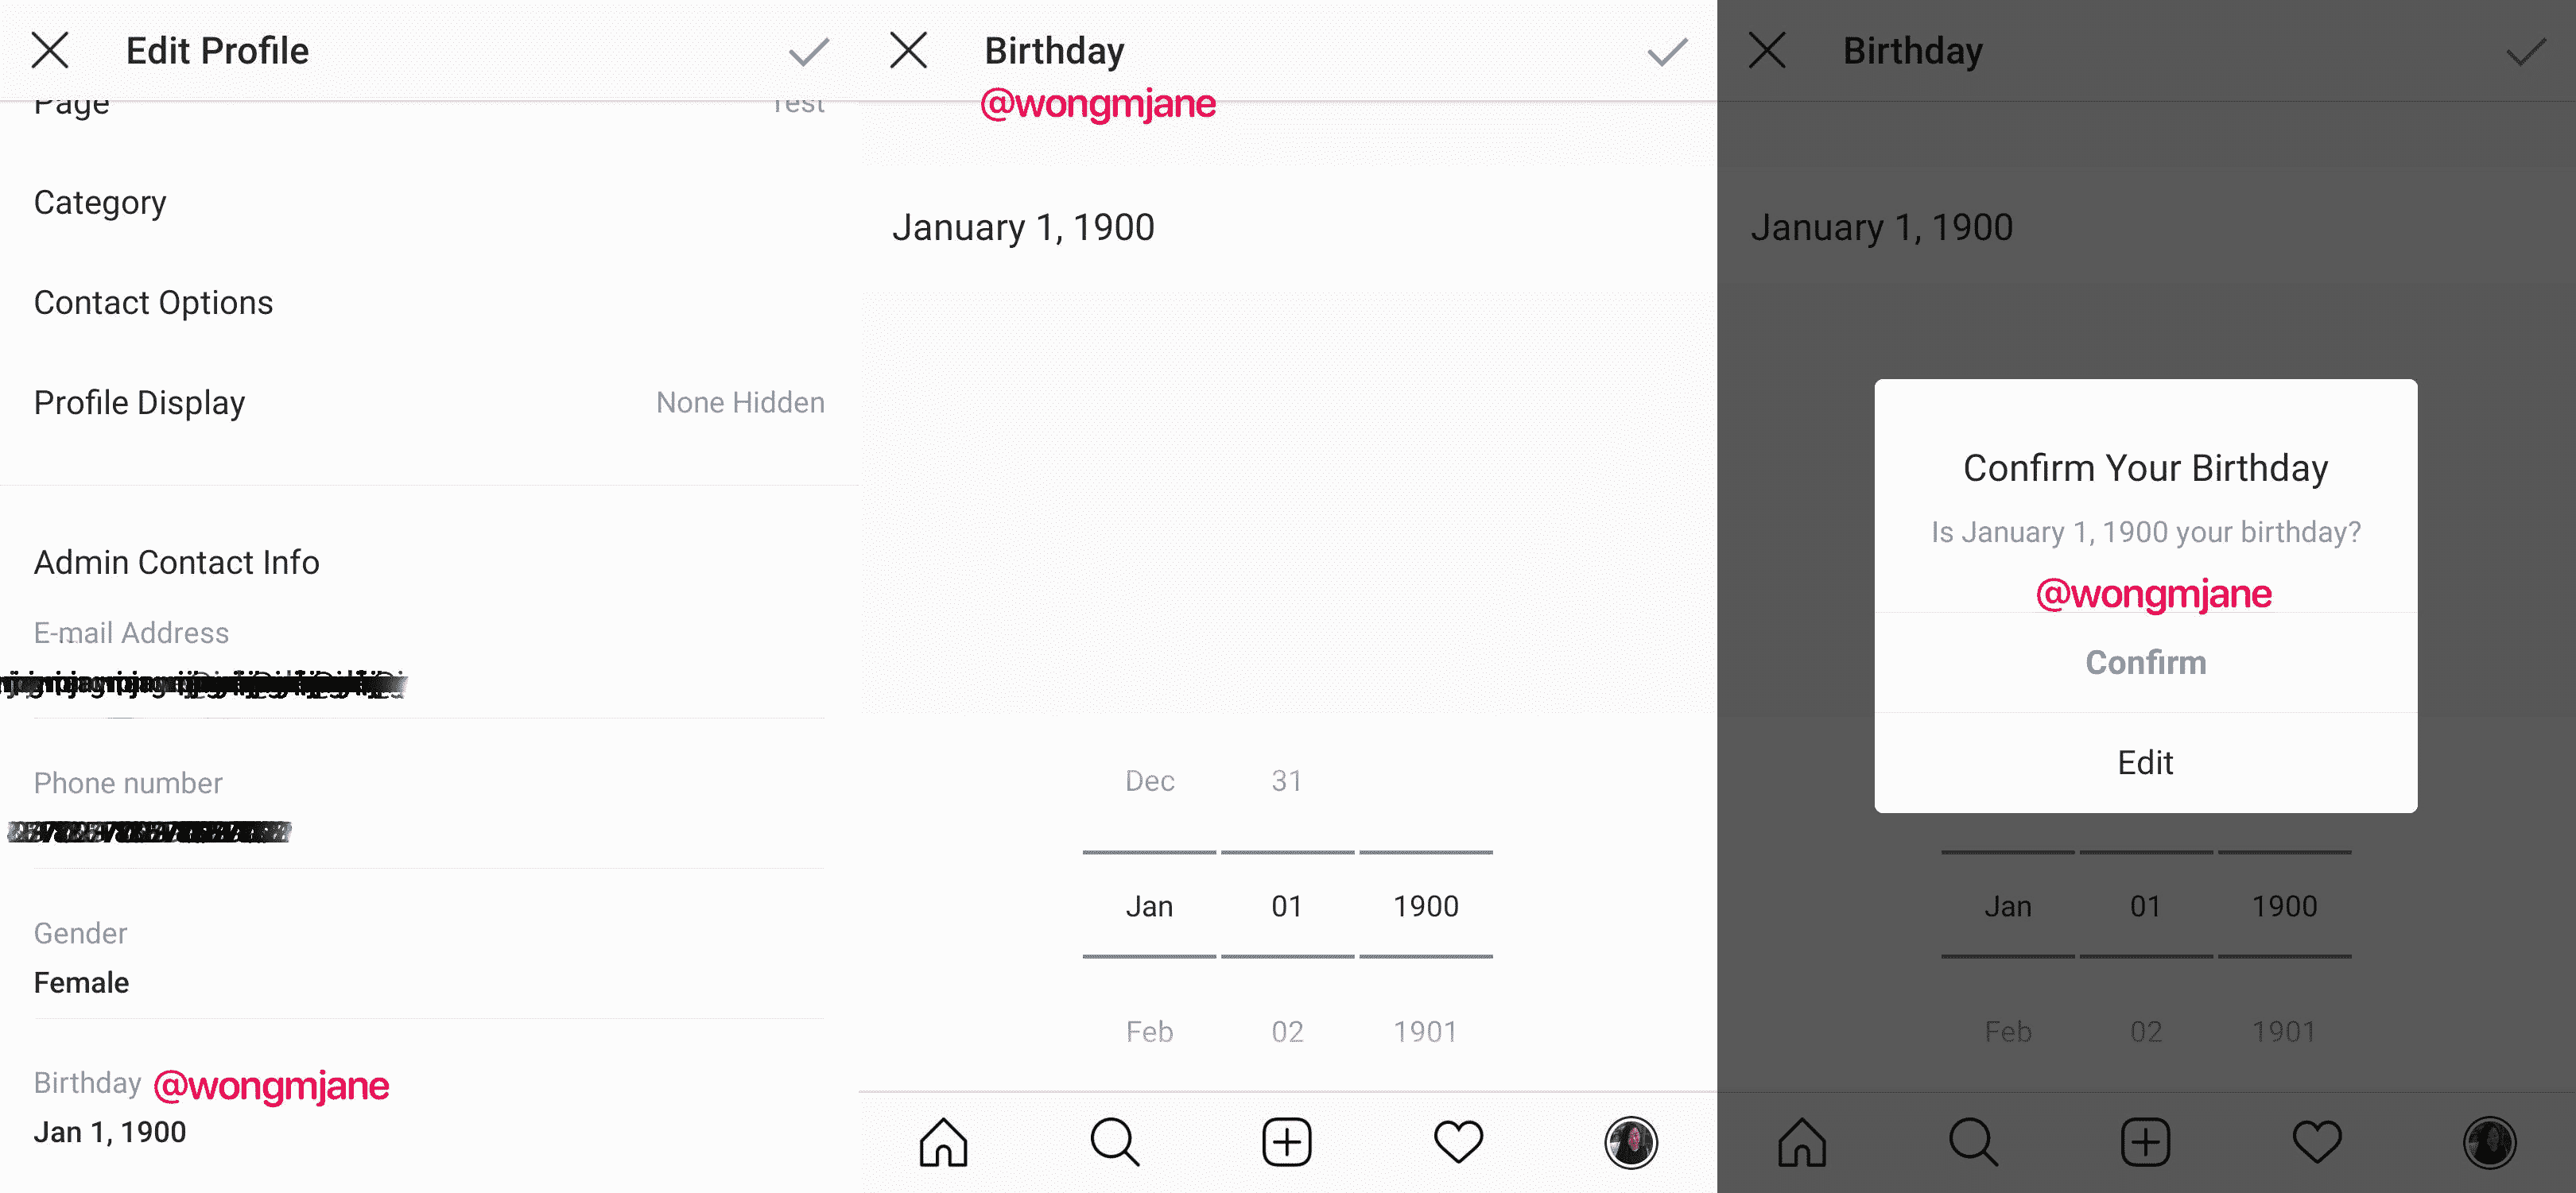 Edit Profile
Page
Test
Category
Contact Options
Profile Display
None Hidden
Admin Contact Info
E-mail Address
Phone number
Gender
Female
Birthday @wongmjane
Jan 1, 1900
Birthday
@wongmjane
January 1, 1900
Dec 31
Jan 01 1900
Feb 02 1901
Birthday
January 1, 1900
Confirm Your Birthday
Is January 1, 1900 your birthday?
@wongmjane
Confirm
Edit
Jan 01 1900
Feb 02 1901